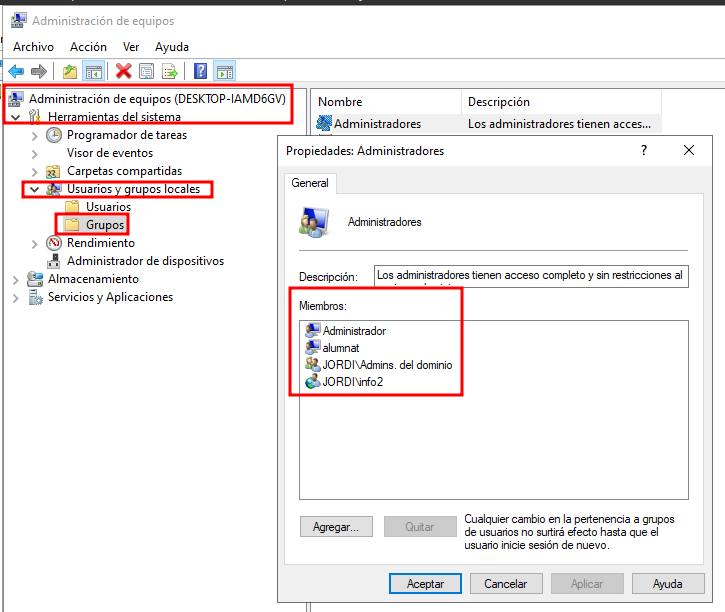 Administración de equipos
Archivo Acción Ver Ayuda
Administración de equipos (DESKTOP-IAMD6GV)
Herramientas del sistema
Programador de tareas
Visor de eventos
Carpetas compartidas
Usuarios y grupos locales
Usuarios
Grupos
Rendimiento
Administrador de dispositivos
Almacenamiento
Servicios y Aplicaciones
Nombre Descripción
Administradores Los administradores tienen acces...
Propiedades: Administradores ?
General
Administradores
Descripción: Los administradores tienen acceso completo y sin restricciones al
Miembros:
Administrador
alumnat
JORDI\Admins. del dominio
JORDI\info2
Agregar... Quitar
Cualquier cambio en la pertenencia a grupos
de usuarios no surtirá efecto hasta que el
usuario inicie sesión de nuevo.
Aceptar Cancelar Aplicar Ayuda